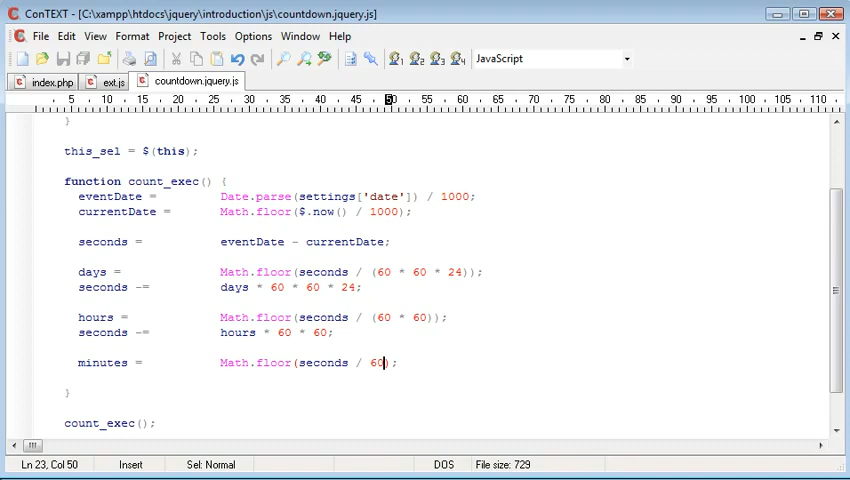 ConTEXT - [C:\xampp\htdocs\jquery\introduction\js\countdown.jquery.js]
File Edit View Format Project Tools Options Window Help
JavaScript
index.php ext.js countdown.jquery.js
5 10 15 20 25 30 35 40 45 50 55 60 65 70 75 80 85 90 95 100 105 110
}
this_sel = $(this);
function count_exec() {
eventDate = Date.parse(settings['date']) / 1000;
currentDate = Math.floor($.now() / 1000);
seconds = eventDate - currentDate;
days = Math.floor(seconds / (60 * 60 * 24));
seconds -= days * 60 * 60 * 24;
hours = Math.floor(seconds / (60 * 60));
seconds -= hours * 60 * 60;
minutes = Math.floor(seconds / 60);
}
count_exec();
Ln 23, Col 50 Insert Sel: Normal DOS File size: 729